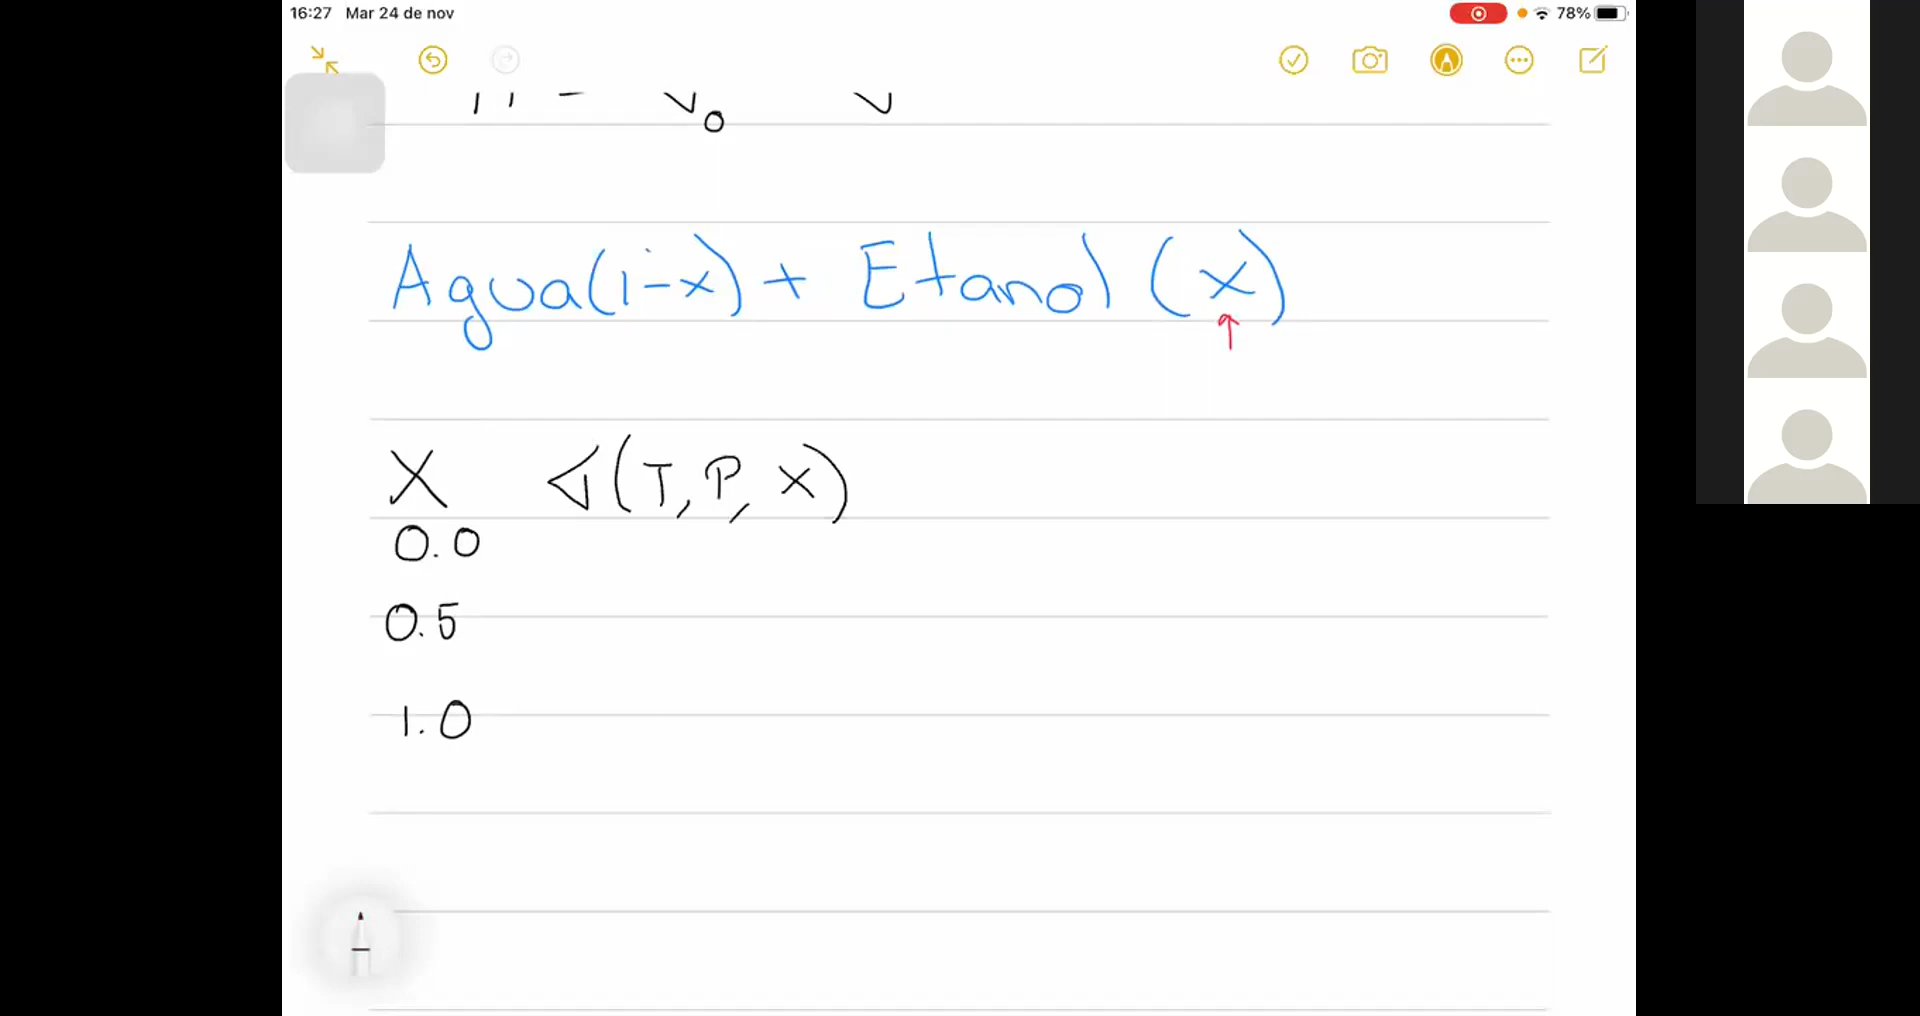 16:27 Mar 24 de nov 78%
Agua(1-x) + Etanol (x)
↑
X ∢(T, P, x)
0.0
0.5
1.0